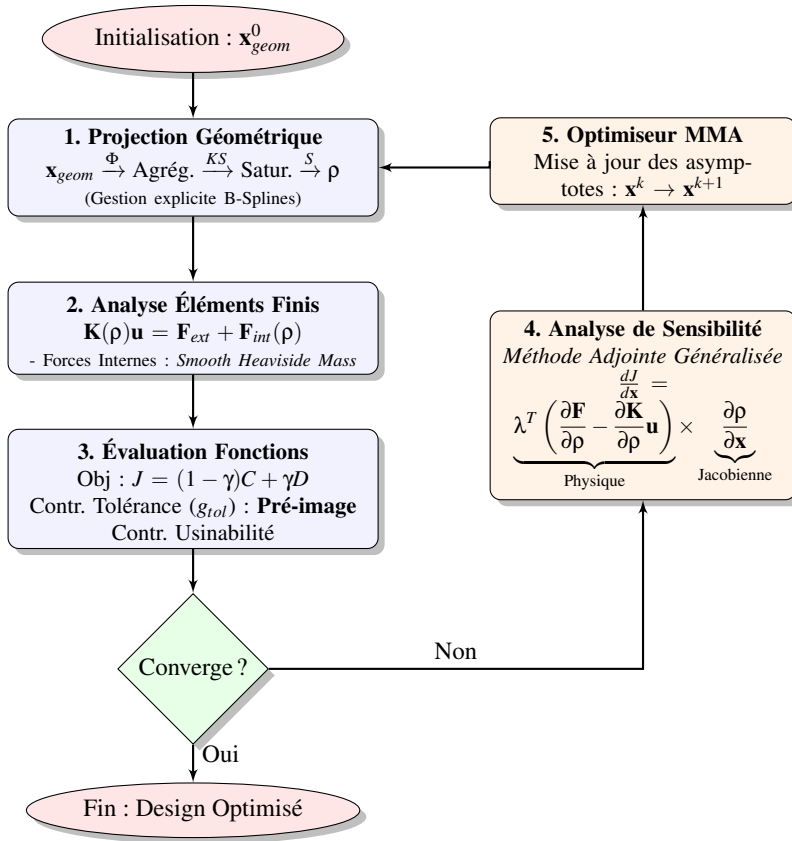 Initialisation : x⁰_geom
1. Projection Géométrique
x_geom →^Φ Agrég. →^KS Satur. →^S ρ
(Gestion explicite B-Splines)
2. Analyse Éléments Finis
K(ρ)u = F_ext + F_int(ρ)
- Forces Internes : Smooth Heaviside Mass
3. Évaluation Fonctions
Obj : J = (1 − γ)C + γD
Contr. Tolérance (g_tol) : Pré-image
Contr. Usinabilité
Converge ?
Oui
Fin : Design Optimisé
Non
4. Analyse de Sensibilité
Méthode Adjointe Généralisée
dJ/dx =
λ^T (∂F/∂ρ − ∂K/∂ρ u) × ∂ρ/∂x
Physique Jacobienne
5. Optimiseur MMA
Mise à jour des asymp-
totes : x^k → x^{k+1}